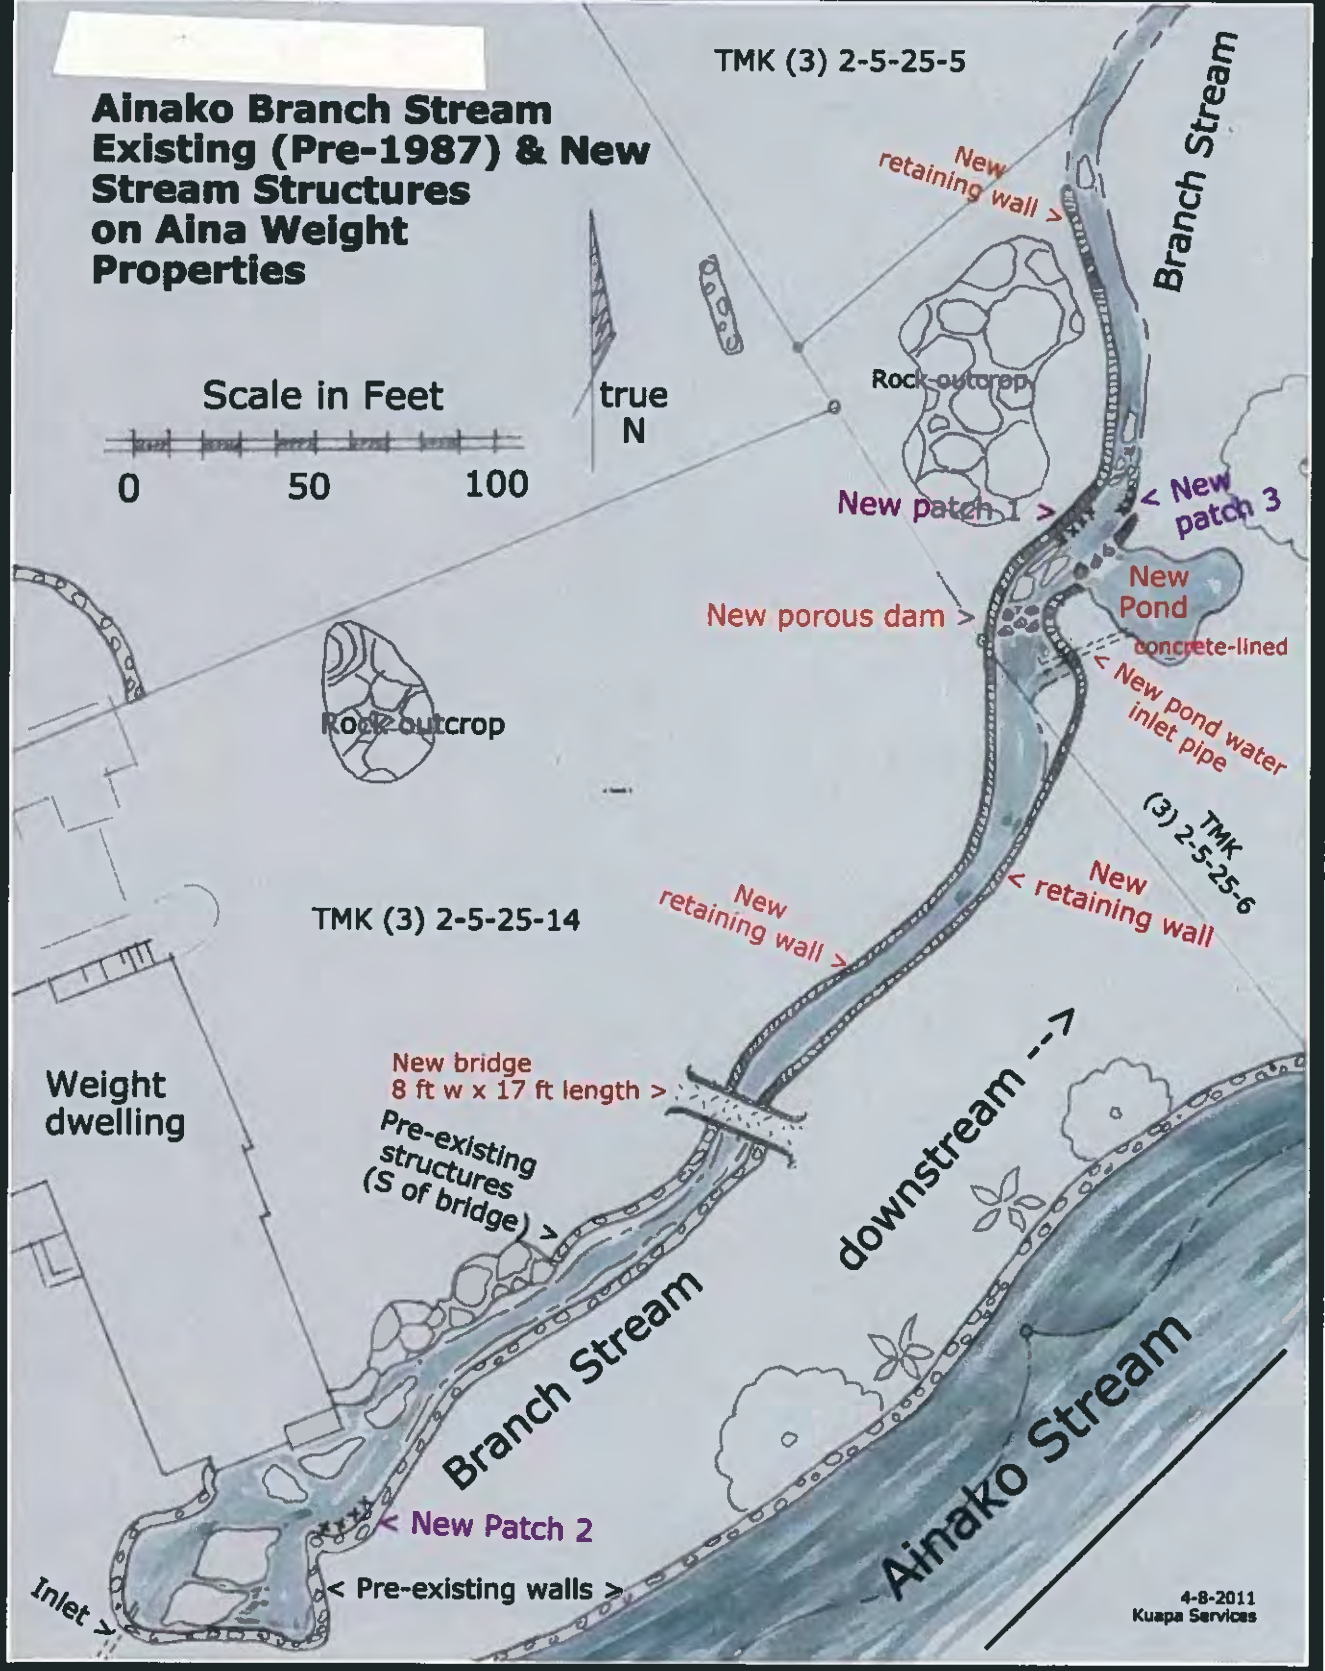 Ainako Branch Stream
Existing (Pre-1987) & New
Stream Structures
on Aina Weight
Properties
TMK (3) 2-5-25-5
Branch Stream
New
retaining wall >
Scale in Feet
0 50 100
true
N
Rock outcrop
New patch 1 >
< New
patch 3
New
Pond
concrete-lined
New porous dam >
< New pond water
inlet pipe
Rock outcrop
TMK
(3) 2-5-25-6
TMK (3) 2-5-25-14
New
retaining wall >
New
< retaining wall
New bridge
8 ft w x 17 ft length >
Weight
dwelling
Pre-existing
structures
(S of bridge) >
downstream -->
Branch Stream
Ainako Stream
< New Patch 2
< Pre-existing walls >
Inlet >
4-8-2011
Kuapa Services